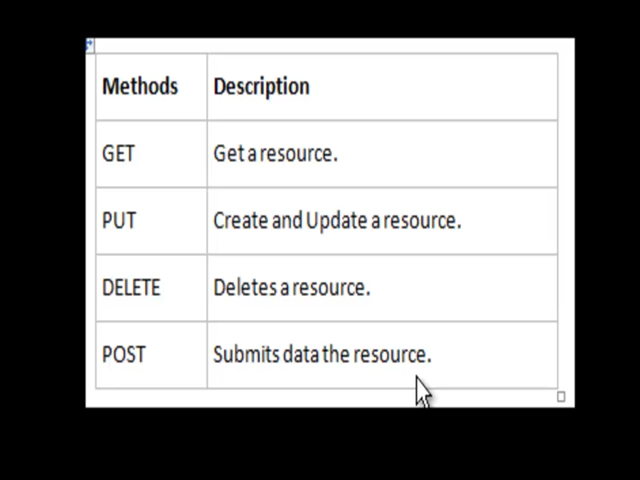 Methods Description
GET Get a resource.
PUT Create and Update a resource.
DELETE Deletes a resource.
POST Submits data the resource.